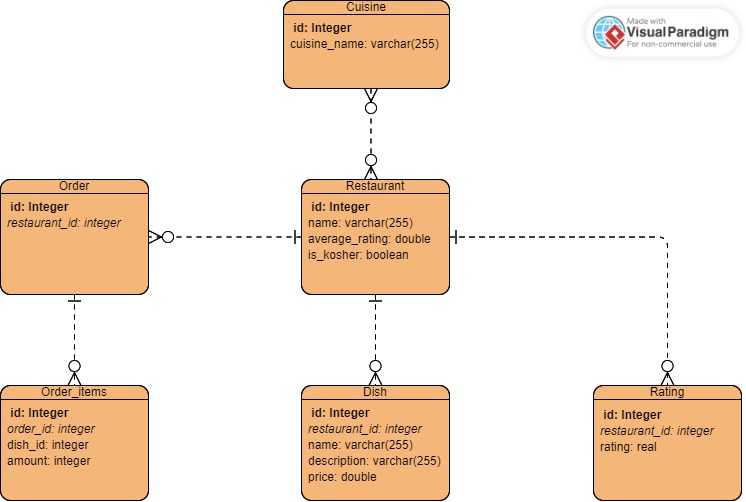 Cuisine
id: Integer
cuisine_name: varchar(255)
Made with
Visual Paradigm
For non-commercial use
Order
id: Integer
restaurant_id: integer
Restaurant
id: Integer
name: varchar(255)
average_rating: double
is_kosher: boolean
Order_items
id: Integer
order_id: integer
dish_id: integer
amount: integer
Dish
id: Integer
restaurant_id: integer
name: varchar(255)
description: varchar(255)
price: double
Rating
id: Integer
restaurant_id: integer
rating: real